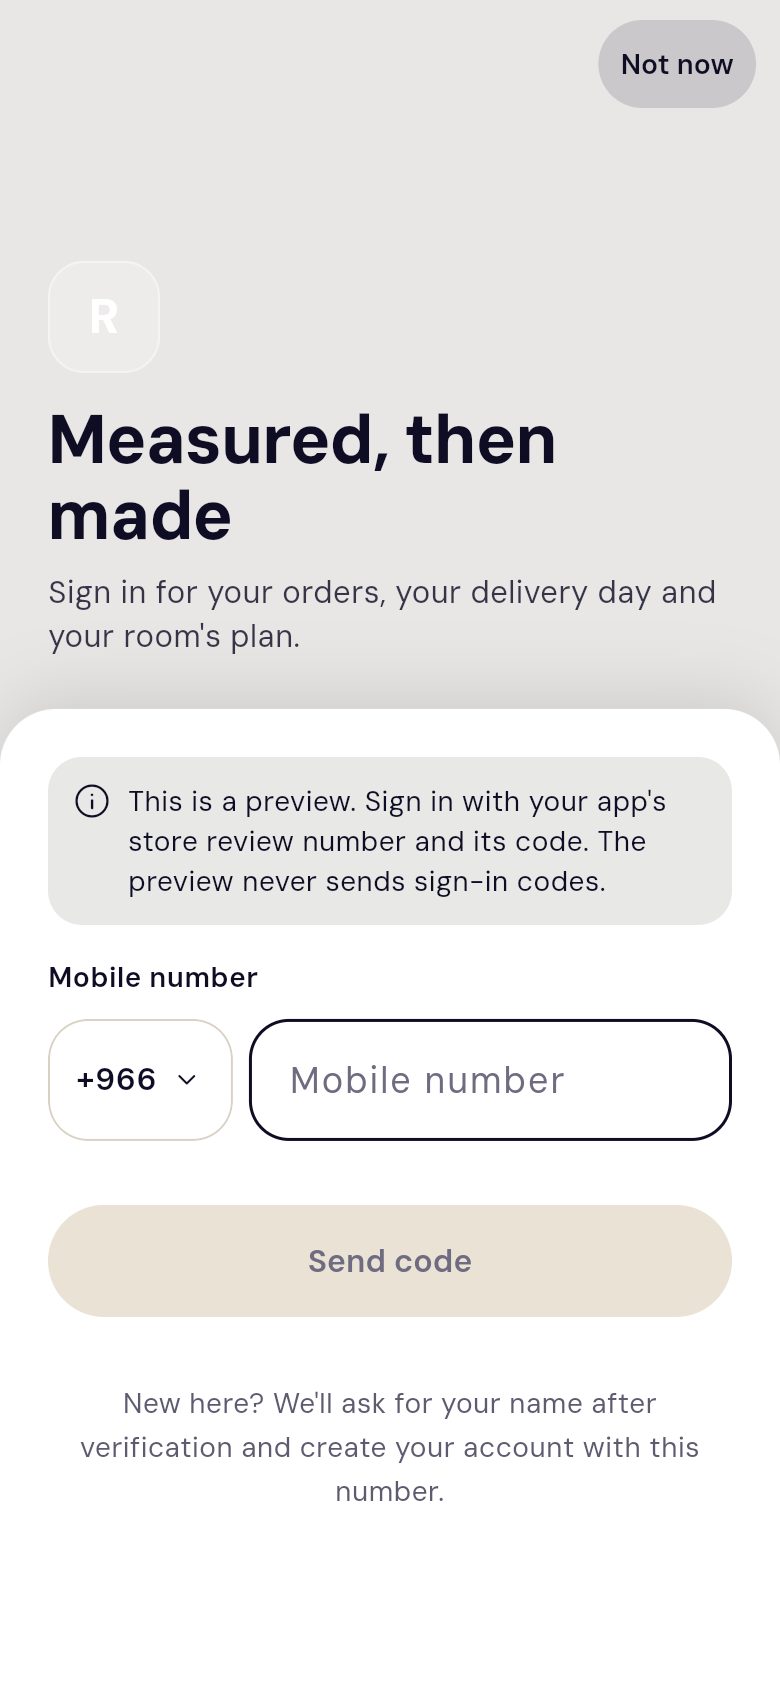 Not now
R
Measured, then
made
Sign in for your orders, your delivery day and
your room's plan.
This is a preview. Sign in with your app's
store review number and its code. The
preview never sends sign-in codes.
Mobile number
+966
Mobile number
Send code
New here? We'll ask for your name after
verification and create your account with this
number.